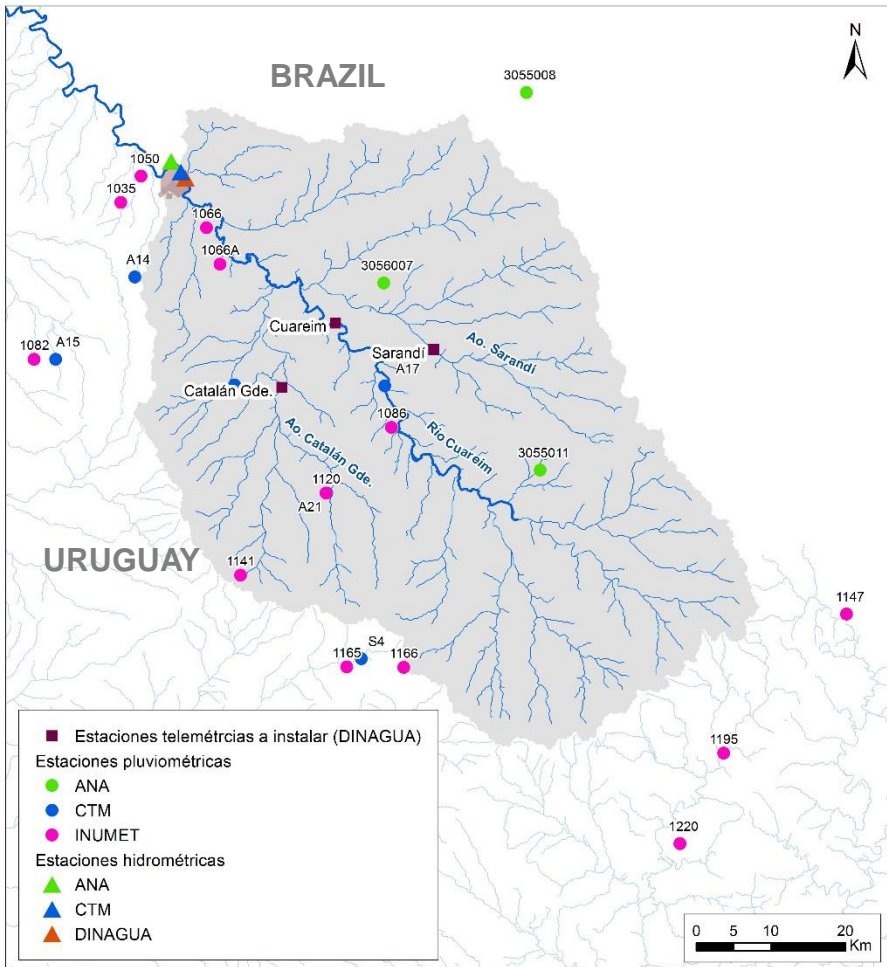 BRAZIL
N
3055008
1050
1035
1066
1066A
A14
3056007
Cuareim
Sarandí
Ao. Sarandí
1082
A15
A17
Catalán Gde.
1086
Río Cuareim
Ao. Catalán Gde.
3055011
1120
A21
URUGUAY
1141
1147
S4
1165
1166
1195
1220
Estaciones telemétrcias a instalar (DINAGUA)
Estaciones pluviométricas
ANA
CTM
INUMET
Estaciones hidrométricas
ANA
CTM
DINAGUA
0 5 10 20
Km